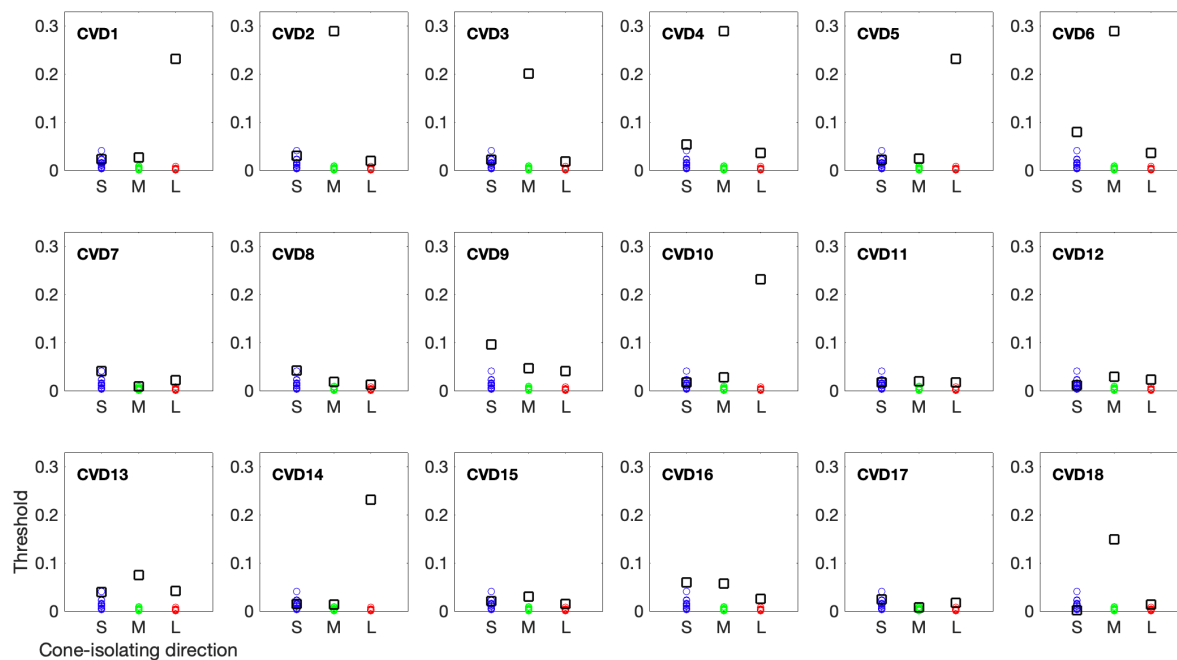 CVD1 CVD2 CVD3 CVD4 CVD5 CVD6
0.3 0.3 0.3 0.3 0.3 0.3
0.2 0.2 0.2 0.2 0.2 0.2
0.1 0.1 0.1 0.1 0.1 0.1
0 0 0 0 0 0
S M L S M L S M L S M L S M L S M L
CVD7 CVD8 CVD9 CVD10 CVD11 CVD12
0.3 0.3 0.3 0.3 0.3 0.3
0.2 0.2 0.2 0.2 0.2 0.2
0.1 0.1 0.1 0.1 0.1 0.1
0 0 0 0 0 0
S M L S M L S M L S M L S M L S M L
CVD13 CVD14 CVD15 CVD16 CVD17 CVD18
0.3 0.3 0.3 0.3 0.3 0.3
0.2 0.2 0.2 0.2 0.2 0.2
0.1 0.1 0.1 0.1 0.1 0.1
0 0 0 0 0 0
S M L S M L S M L S M L S M L S M L
Threshold
Cone-isolating direction